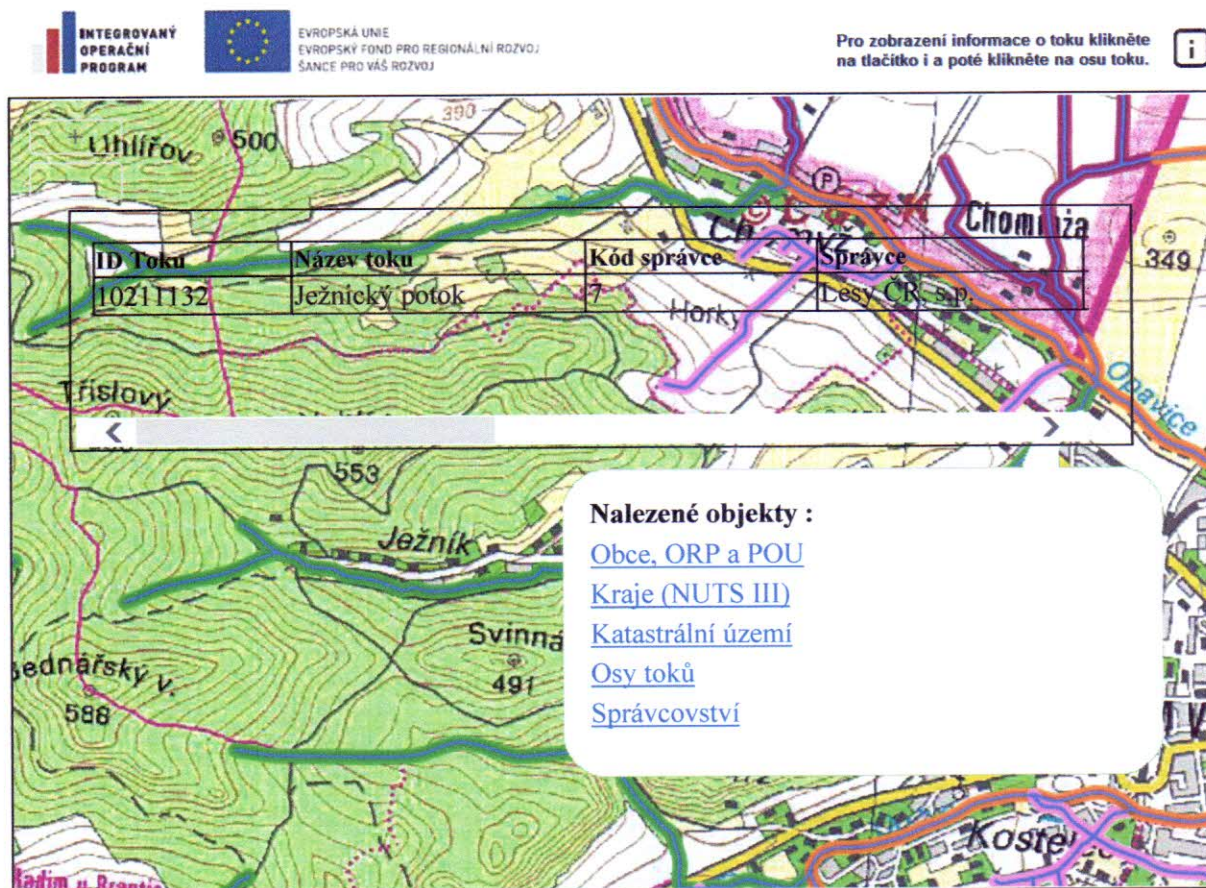 INTEGROVANÝ
OPERAČNÍ
PROGRAM
EVROPSKÁ UNIE
EVROPSKÝ FOND PRO REGIONÁLNÍ ROZVOJ
ŠANCE PRO VÁŠ ROZVOJ
Pro zobrazení informace o toku klikněte
na tlačítko i a poté klikněte na osu toku.
i
Uhlířov
500
390
P
Chomýž
Chomýža
349
ID Toku Název toku Kód správce Správce
10211132 Ježnický potok 7 Lesy ČR, s.p.
Horky
Tříslový
Opavice
553
Ježník
Svinná
491
Bednářský v.
588
Nalezené objekty :
Obce, ORP a POU
Kraje (NUTS III)
Katastrální území
Osy toků
Správcovství
Kostel